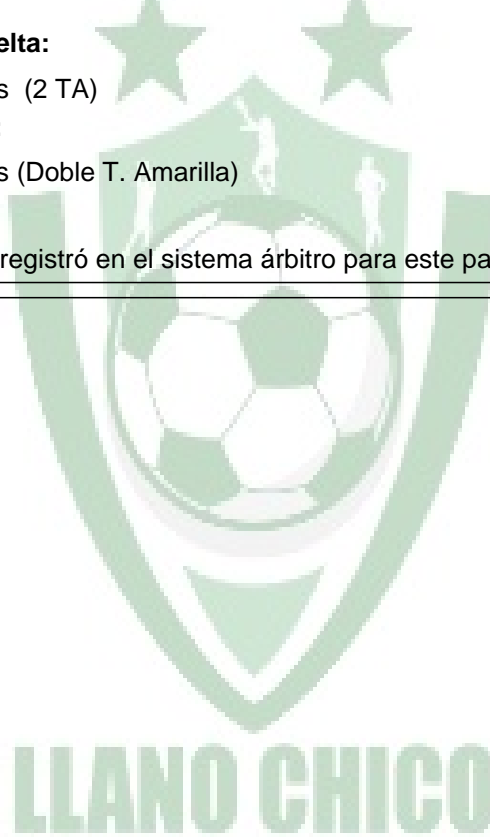 elta:
s (2 TA)
s (Doble T. Amarilla)
registró en el sistema árbitro para este pa
LLANO CHICO